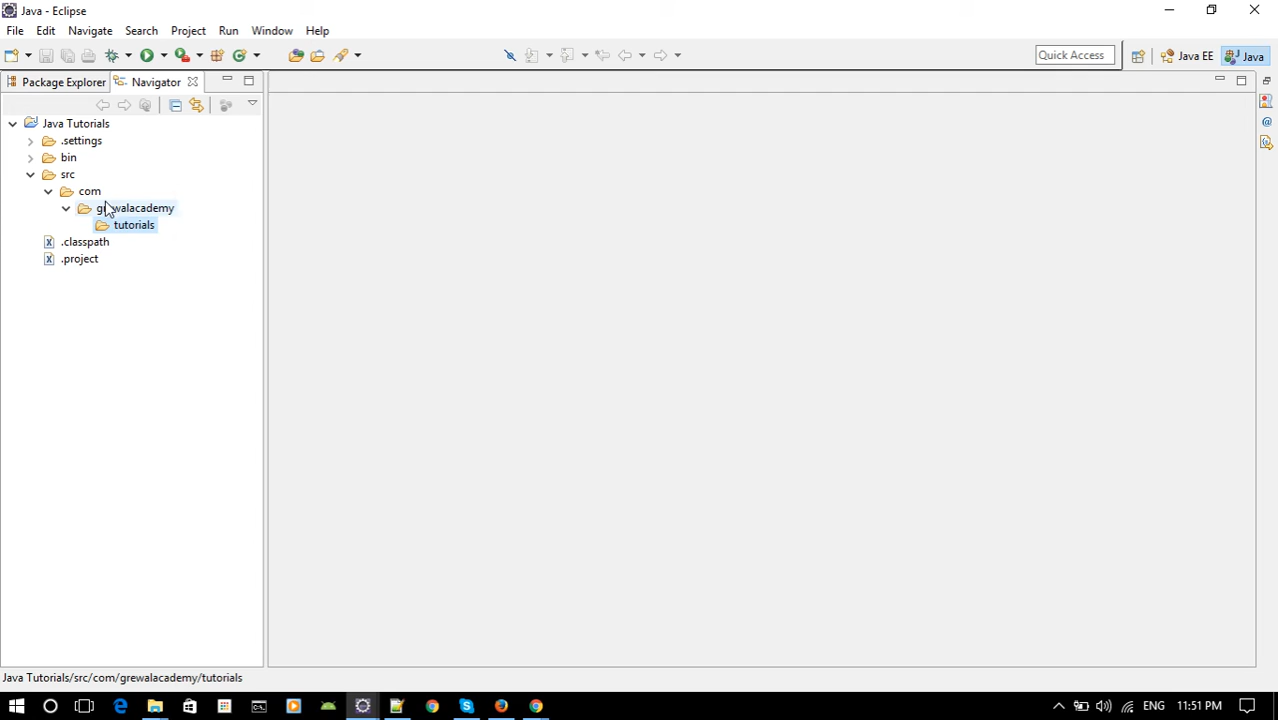 Java - Eclipse
File Edit Navigate Search Project Run Window Help
Quick Access Java EE Java
Package Explorer Navigator
Java Tutorials
.settings
bin
src
com
grewalacademy
tutorials
.classpath
.project
Java Tutorials/src/com/grewalacademy/tutorials
ENG 11:51 PM